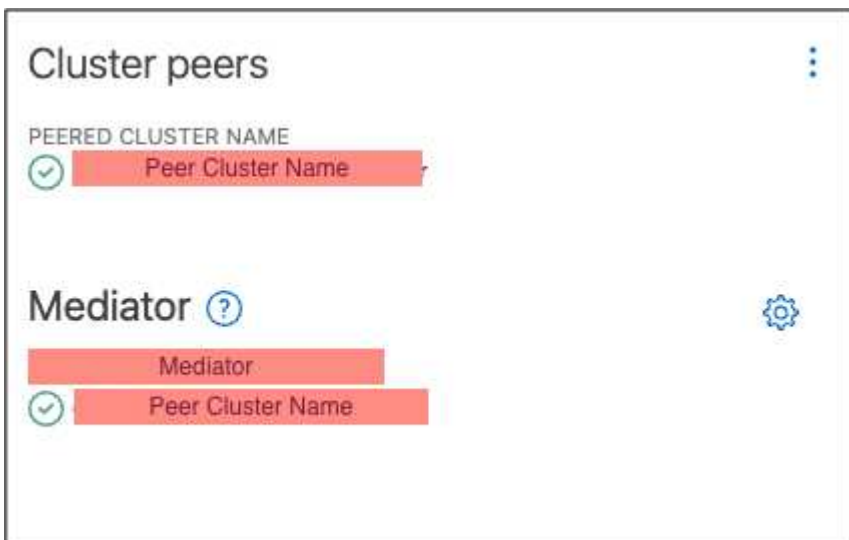 Cluster peers
PEERED CLUSTER NAME
Peer Cluster Name
Mediator
Mediator
Peer Cluster Name